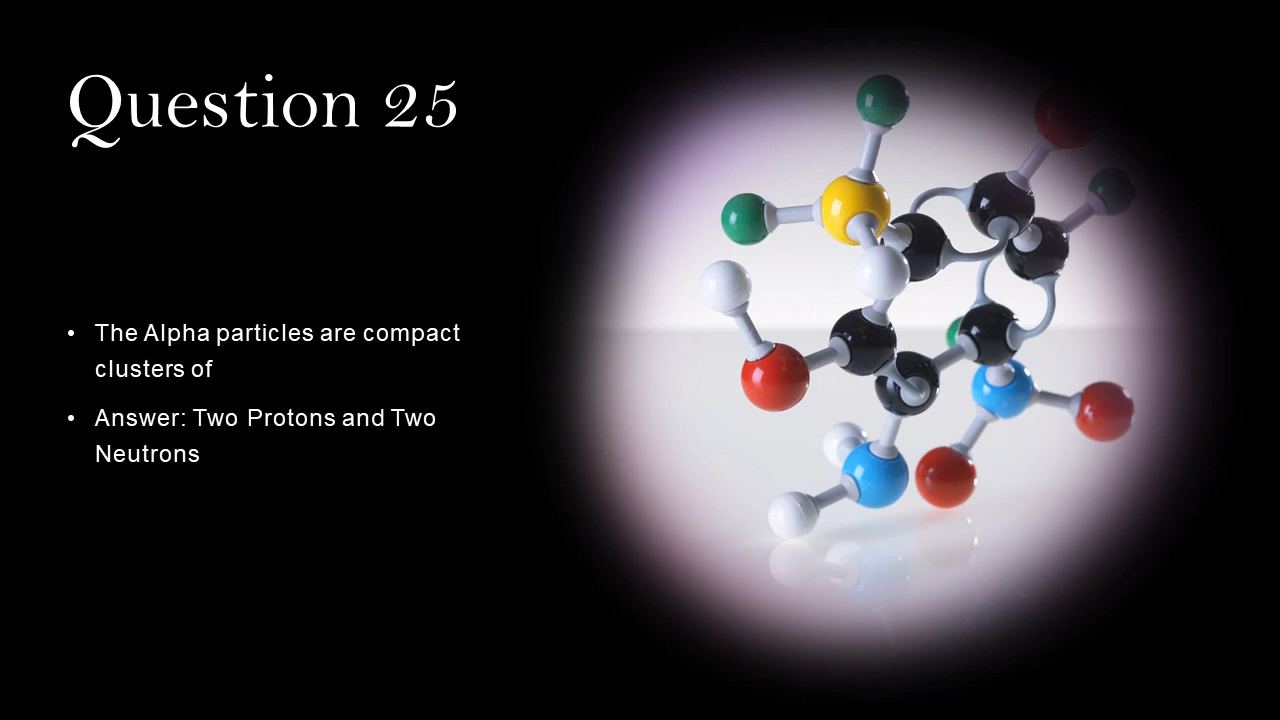 Question 25
• The Alpha particles are compact
clusters of
• Answer: Two Protons and Two
Neutrons